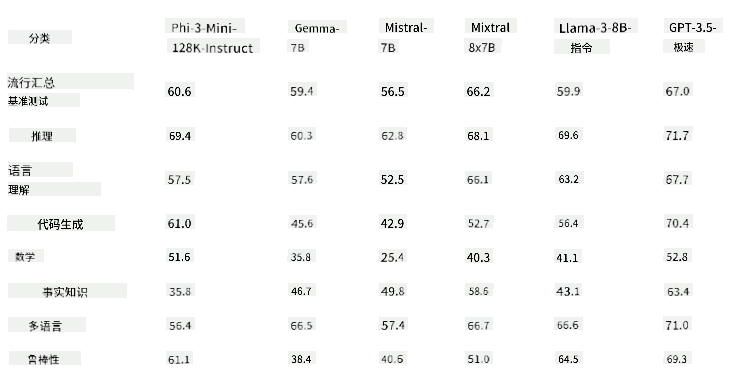 分类 Phi-3-Mini-128K-Instruct Gemma-7B Mistral-7B Mixtral 8x7B Llama-3-8B-指令 GPT-3.5-极速
流行汇总基准测试 60.6 59.4 56.5 66.2 59.9 67.0
推理 69.4 60.3 62.8 68.1 69.6 71.7
语言理解 57.5 57.6 52.5 66.1 63.2 67.7
代码生成 61.0 45.6 42.9 52.7 56.4 70.4
数学 51.6 35.8 25.4 40.3 41.1 52.8
事实知识 35.8 46.7 49.8 58.6 43.1 63.4
多语言 56.4 66.5 57.4 66.7 66.6 71.0
鲁棒性 61.1 38.4 40.6 51.0 64.5 69.3